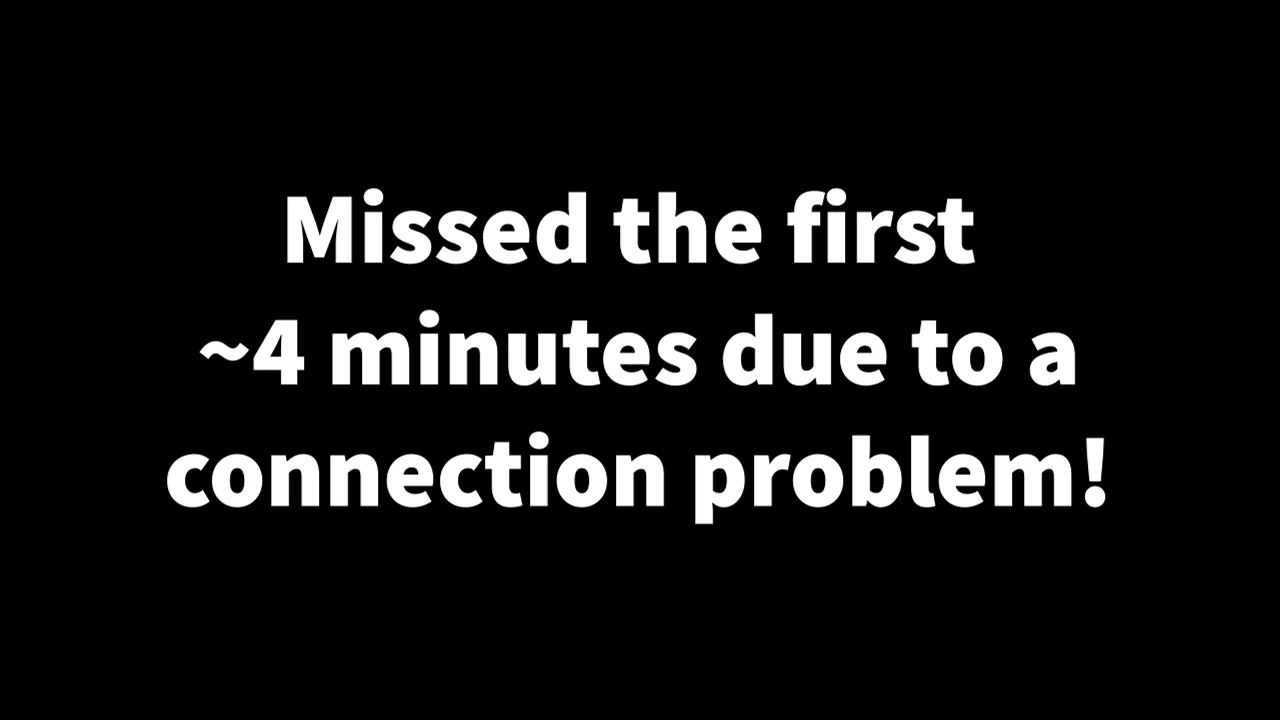 Missed the first
~4 minutes due to a
connection problem!